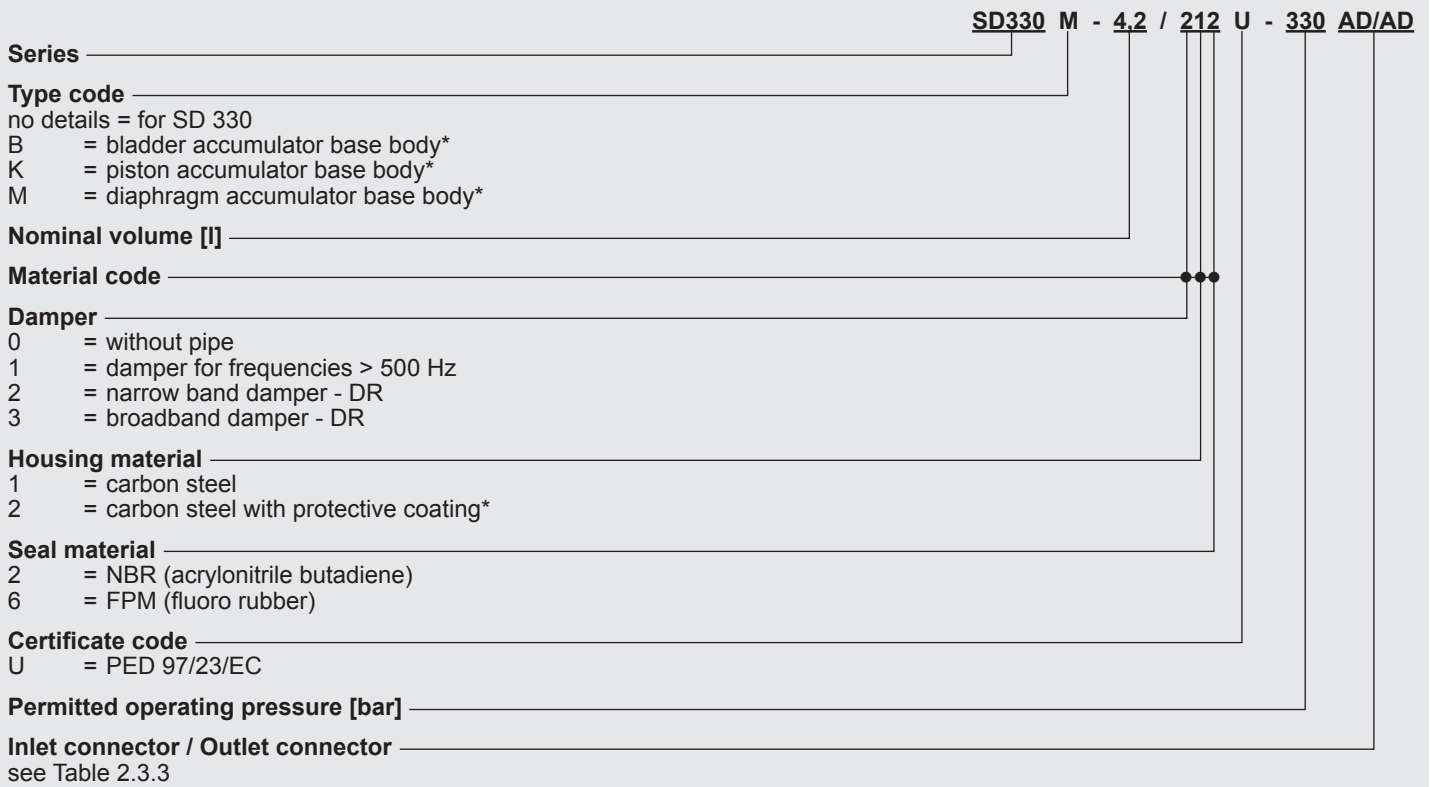 SD330 M - 4,2 / 212 U - 330 AD/AD
Series
Type code
no details = for SD 330
B = bladder accumulator base body*
K = piston accumulator base body*
M = diaphragm accumulator base body*
Nominal volume [l]
Material code
Damper
0 = without pipe
1 = damper for frequencies > 500 Hz
2 = narrow band damper - DR
3 = broadband damper - DR
Housing material
1 = carbon steel
2 = carbon steel with protective coating*
Seal material
2 = NBR (acrylonitrile butadiene)
6 = FPM (fluoro rubber)
Certificate code
U = PED 97/23/EC
Permitted operating pressure [bar]
Inlet connector / Outlet connector
see Table 2.3.3